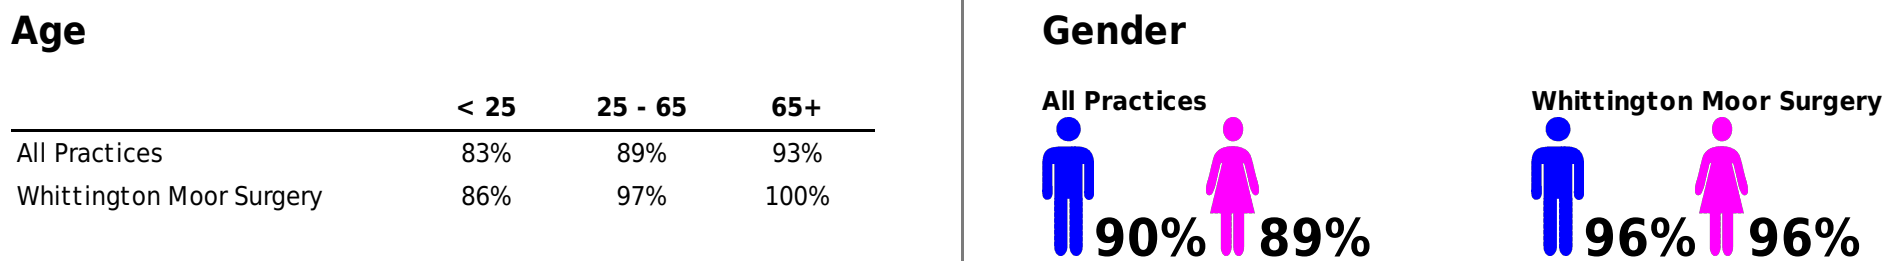 Age
< 25 25 - 65 65+
All Practices 83% 89% 93%
Whittington Moor Surgery 86% 97% 100%
Gender
All Practices
90% 89%
Whittington Moor Surgery
96% 96%